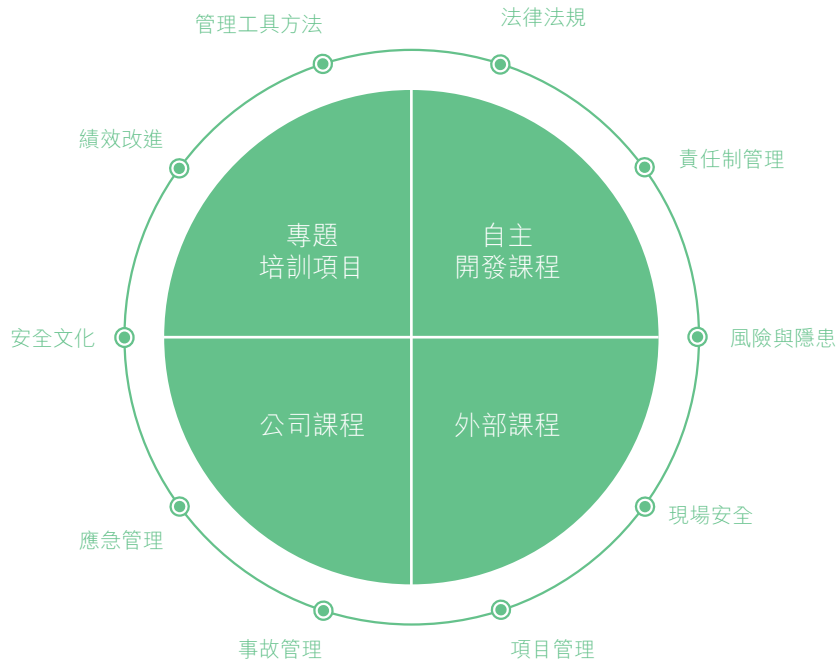 管理工具方法
法律法規
績效改進
責任制管理
專題
培訓項目
自主
開發課程
安全文化
風險與隱患
公司課程
外部課程
應急管理
現場安全
事故管理
項目管理